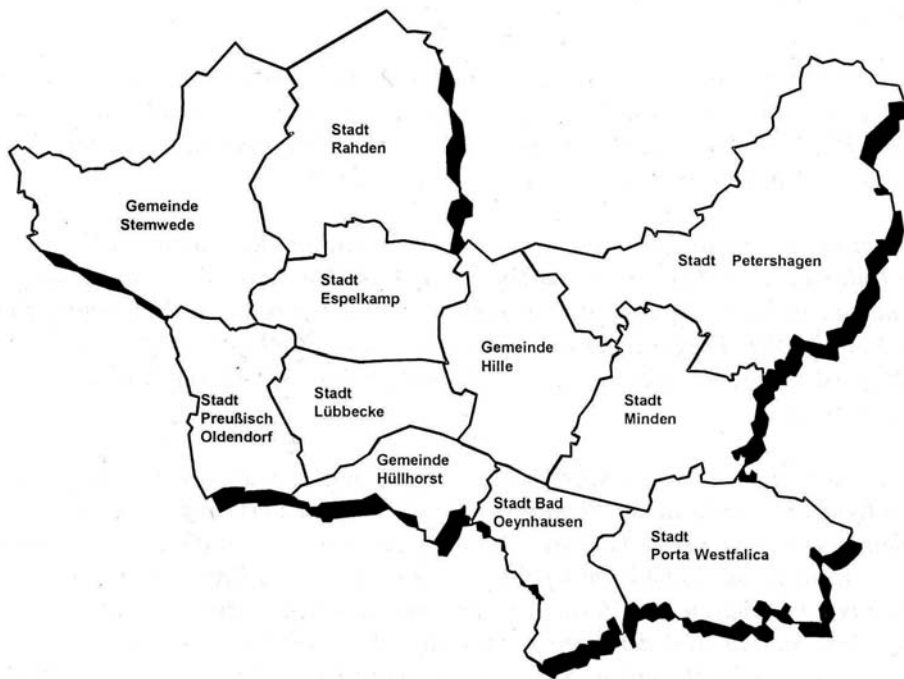 Stadt
Rahden
Gemeinde
Stemwede
Stadt Petershagen
Stadt
Espelkamp
Gemeinde
Hille
Stadt
Preußisch
Oldendorf
Stadt
Lübbecke
Stadt
Minden
Gemeinde
Hüllhorst
Stadt Bad
Oeynhausen
Stadt
Porta Westfalica